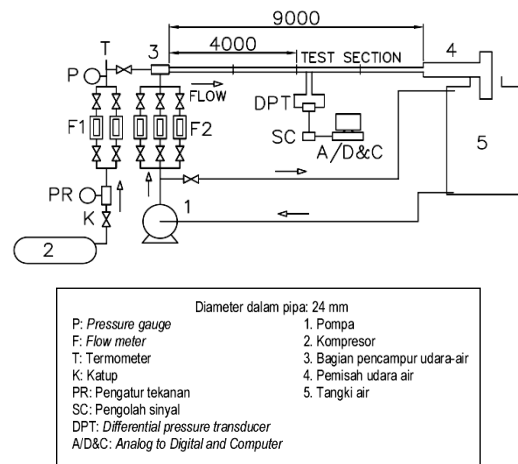 9000
4000
TEST SECTION
T
3
4
P
FLOW
DPT
F1
F2
SC
A/D&C
5
PR
K
1
2
Diameter dalam pipa: 24 mm
P: Pressure gauge
F: Flow meter
T: Termometer
K: Katup
PR: Pengatur tekanan
SC: Pengolah sinyal
DPT: Differential pressure transducer
A/D&C: Analog to Digital and Computer
1. Pompa
2. Kompresor
3. Bagian pencampur udara-air
4. Pemisah udara air
5. Tangki air